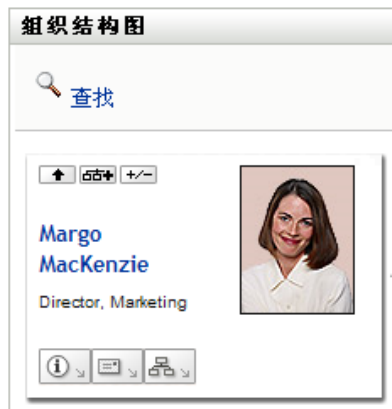 组织结构图
查找
+/-
Margo
MacKenzie
Director, Marketing